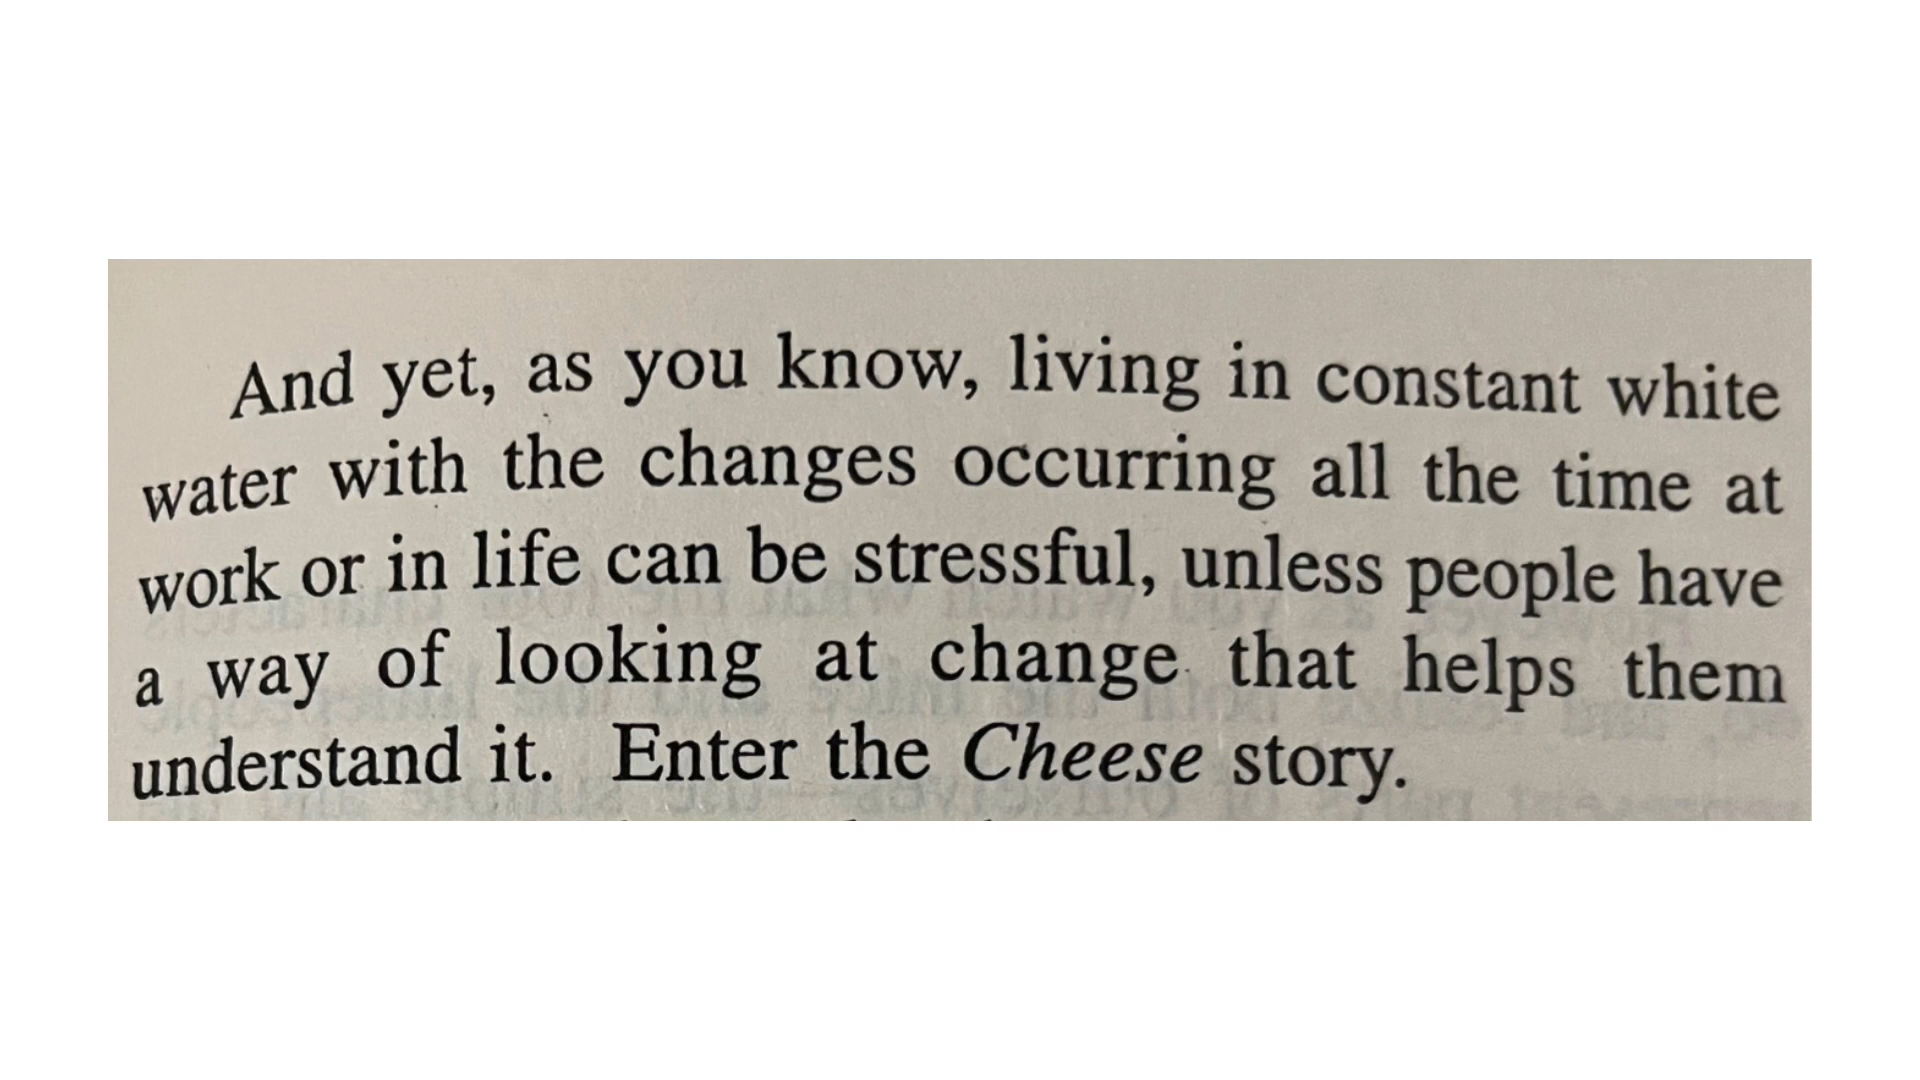 And yet, as you know, living in constant white
water with the changes occurring all the time at
work or in life can be stressful, unless people have
a way of looking at change that helps them
understand it. Enter the Cheese story.